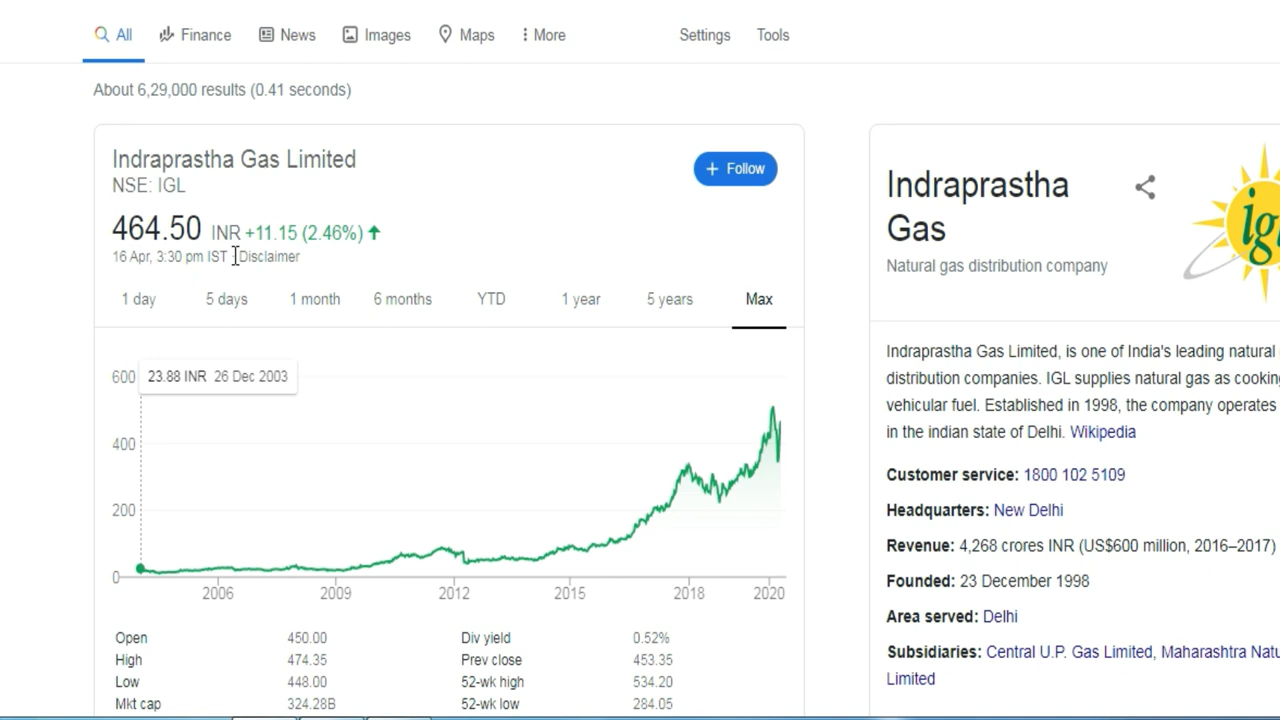 All Finance News Images Maps More Settings Tools
About 6,29,000 results (0.41 seconds)
Indraprastha Gas Limited
NSE: IGL
+ Follow
464.50 INR +11.15 (2.46%)
16 Apr, 3:30 pm IST Disclaimer
1 day 5 days 1 month 6 months YTD 1 year 5 years Max
23.88 INR 26 Dec 2003
600
400
200
0
2006 2009 2012 2015 2018 2020
Open 450.00 Div yield 0.52%
High 474.35 Prev close 453.35
Low 448.00 52-wk high 534.20
Mkt cap 324.28B 52-wk low 284.05
Indraprastha
Gas
Natural gas distribution company
Indraprastha Gas Limited, is one of India's leading natural
distribution companies. IGL supplies natural gas as cookin
vehicular fuel. Established in 1998, the company operates
in the indian state of Delhi. Wikipedia
Customer service: 1800 102 5109
Headquarters: New Delhi
Revenue: 4,268 crores INR (US$600 million, 2016–2017)
Founded: 23 December 1998
Area served: Delhi
Subsidiaries: Central U.P. Gas Limited, Maharashtra Natu
Limited